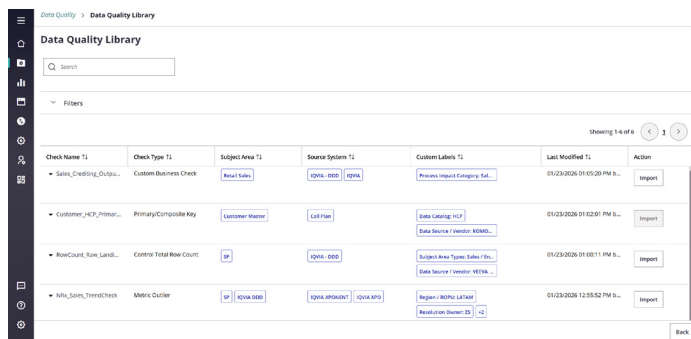 Data Quality > Data Quality Library
Data Quality Library
Search
Filters
Showing 1-6 of 6 < 1 >
Check Name ↑↓ Check Type ↑↓ Subject Area ↑↓ Source System ↑↓ Custom Labels ↑↓ Last Modified ↑↓ Action
Sales_Crediting_Outpu... Custom Business Check Retail Sales IQVIA - DDD IQVIA Process Impact Category: Sal... 01/23/2026 01:05:20 PM b... Import
Customer_HCP_Primar... Primary/Composite Key Customer Master Call Plan Data Catalog: HCP 01/23/2026 01:02:01 PM b... Import
Data Source / Vendor: KOMO...
RowCount_Raw_Landi... Control Total Row Count SP IQVIA - DDD Subject Area Types: Sales / En... 01/23/2026 01:00:11 PM b... Import
Data Source / Vendor: VEEVA ...
NRx_Sales_TrendCheck Metric Outlier SP IQVIA DDD IQVIA XPONENT IQVIA XPO Region / ROPU: LATAM 01/23/2026 12:55:52 PM b... Import
Resolution Owner: ZS +2
Back